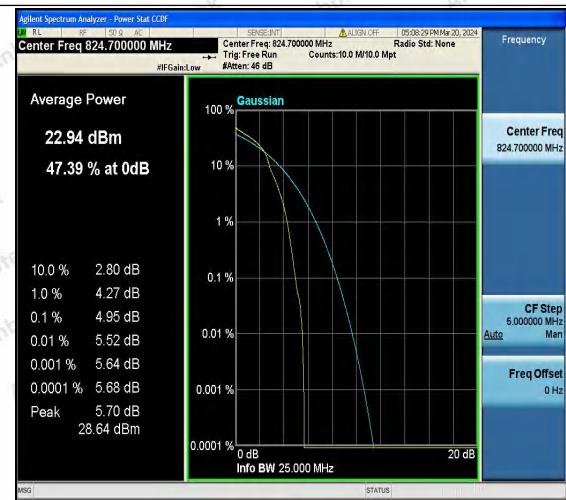 Agilent Spectrum Analyzer - Power Stat CCDF
RL RF 50 Ω AC SENSE:INT ALIGN OFF 05:08:29 PM Mar 20, 2024
Center Freq 824.700000 MHz
Center Freq: 824.700000 MHz Radio Std: None
Trig: Free Run Counts:10.0 M/10.0 Mpt
#IFGain:Low #Atten: 46 dB
Frequency
Average Power
22.94 dBm
47.39 % at 0dB
10.0 % 2.80 dB
1.0 % 4.27 dB
0.1 % 4.95 dB
0.01 % 5.52 dB
0.001 % 5.64 dB
0.0001 % 5.68 dB
Peak 5.70 dB
28.64 dBm
Gaussian
100 %
10 %
1 %
0.1 %
0.01 %
0.001 %
0.0001 %
0 dB 20 dB
Info BW 25.000 MHz
Center Freq
824.700000 MHz
CF Step
5.000000 MHz
Auto Man
Freq Offset
0 Hz
MSG STATUS